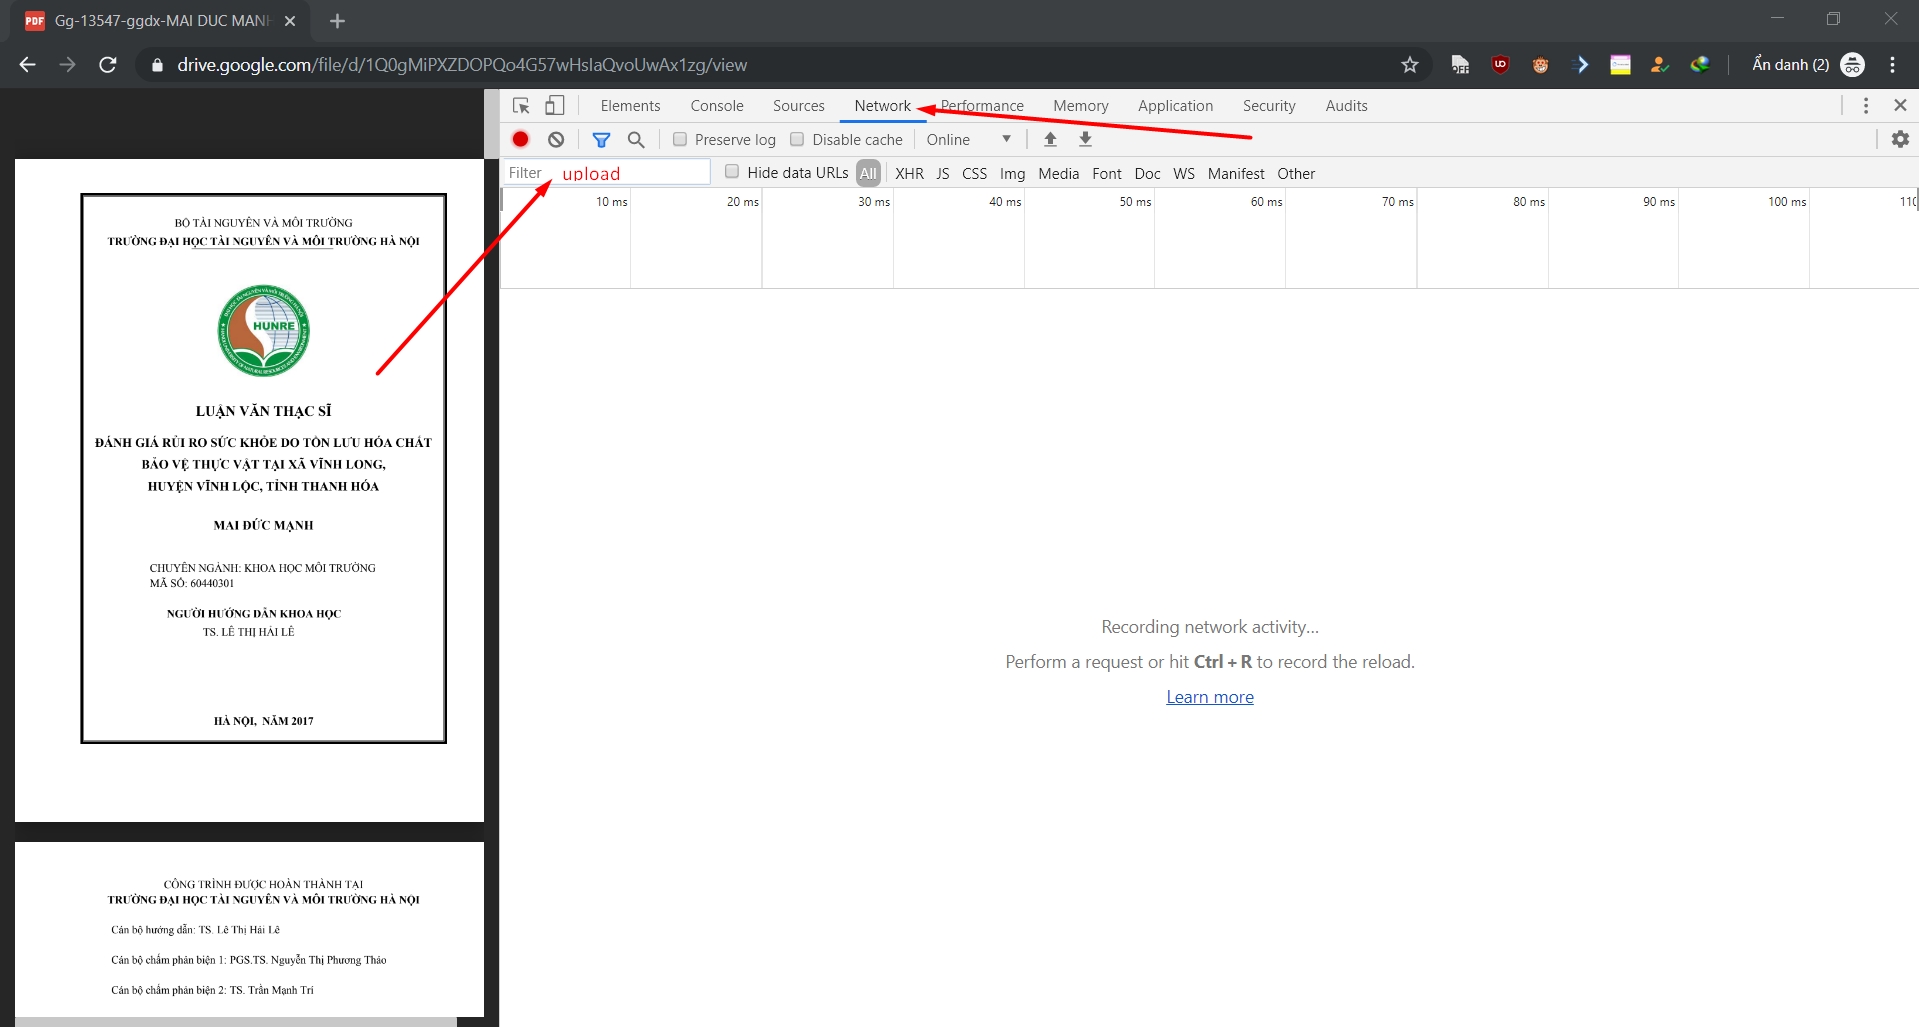 Gg-13547-ggdx-MAI DUC MANH
drive.google.com/file/d/1Q0gMiPXZDOPQo4G57wHslaQvoUwAx1zg/view
Ẩn danh (2)
Elements Console Sources Network Performance Memory Application Security Audits
Preserve log Disable cache Online
Filter upload Hide data URLs All XHR JS CSS Img Media Font Doc WS Manifest Other
10 ms 20 ms 30 ms 40 ms 50 ms 60 ms 70 ms 80 ms 90 ms 100 ms 110
BỘ TÀI NGUYÊN VÀ MÔI TRƯỜNG
TRƯỜNG ĐẠI HỌC TÀI NGUYÊN VÀ MÔI TRƯỜNG HÀ NỘI
HUNRE
LUẬN VĂN THẠC SĨ
ĐÁNH GIÁ RỦI RO SỨC KHỎE DO TỒN LƯU HÓA CHẤT
BẢO VỆ THỰC VẬT TẠI XÃ VĨNH LONG,
HUYỆN VĨNH LỘC, TỈNH THANH HÓA
MAI ĐỨC MẠNH
CHUYÊN NGÀNH: KHOA HỌC MÔI TRƯỜNG
MÃ SỐ: 60440301
NGƯỜI HƯỚNG DẪN KHOA HỌC
TS. LÊ THỊ HẢI LÊ
HÀ NỘI, NĂM 2017
CÔNG TRÌNH ĐƯỢC HOÀN THÀNH TẠI
TRƯỜNG ĐẠI HỌC TÀI NGUYÊN VÀ MÔI TRƯỜNG HÀ NỘI
Cán bộ hướng dẫn: TS. Lê Thị Hải Lê
Cán bộ chấm phản biện 1: PGS.TS. Nguyễn Thị Phương Thảo
Cán bộ chấm phản biện 2: TS. Trần Mạnh Trí
Recording network activity...
Perform a request or hit Ctrl + R to record the reload.
Learn more